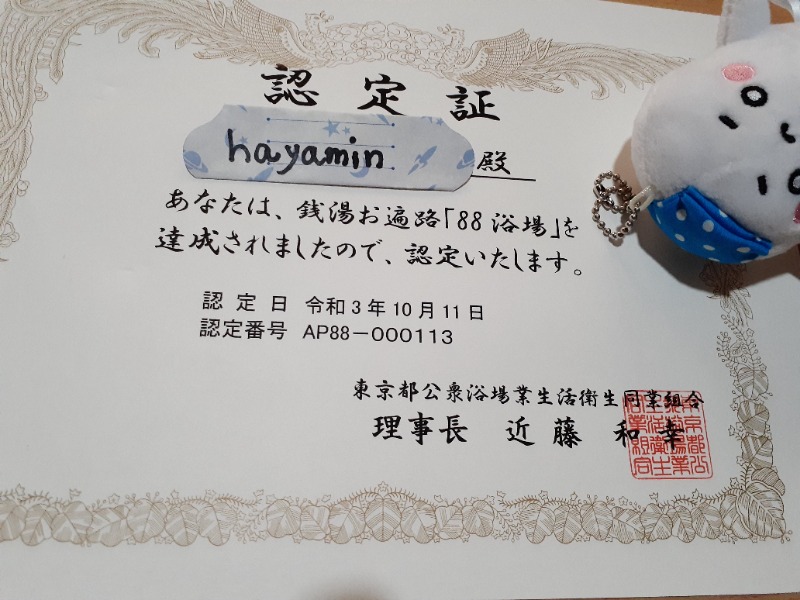 認定証
hayamin 殿
あなたは、銭湯お遍路「88浴場」を
達成されましたので、認定いたします。
認定日 令和3年10月11日
認定番号 AP88-000113
東京都公衆浴場業生活衛生同業組合
理事長 近藤和幸